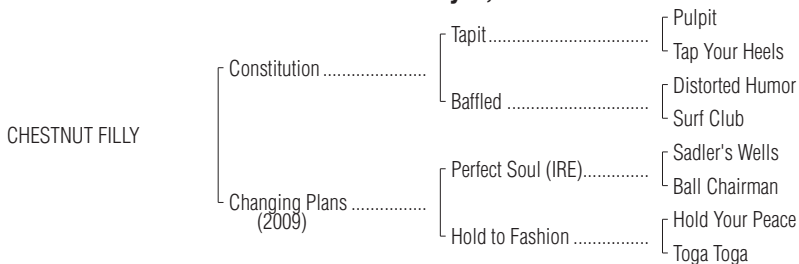 Pulpit
Tapit
Tap Your Heels
Constitution
Distorted Humor
Baffled
Surf Club
CHESTNUT FILLY
Sadler's Wells
Perfect Soul (IRE)
Ball Chairman
Changing Plans
(2009)
Hold Your Peace
Hold to Fashion
Toga Toga